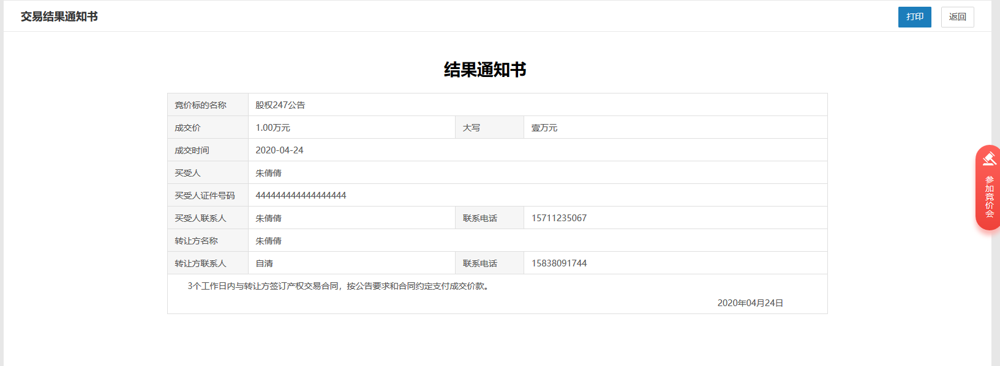 交易结果通知书
打印
返回
结果通知书
竞价标的名称 股权247公告
成交价 1.00万元 大写 壹万元
成交时间 2020-04-24
买受人 朱倩倩
买受人证件号码 444444444444444444
买受人联系人 朱倩倩 联系电话 15711235067
转让方名称 朱倩倩
转让方联系人 自清 联系电话 15838091744
3个工作日内与转让方签订产权交易合同，按公告要求和合同约定支付成交价款。
2020年04月24日
参加竞价会